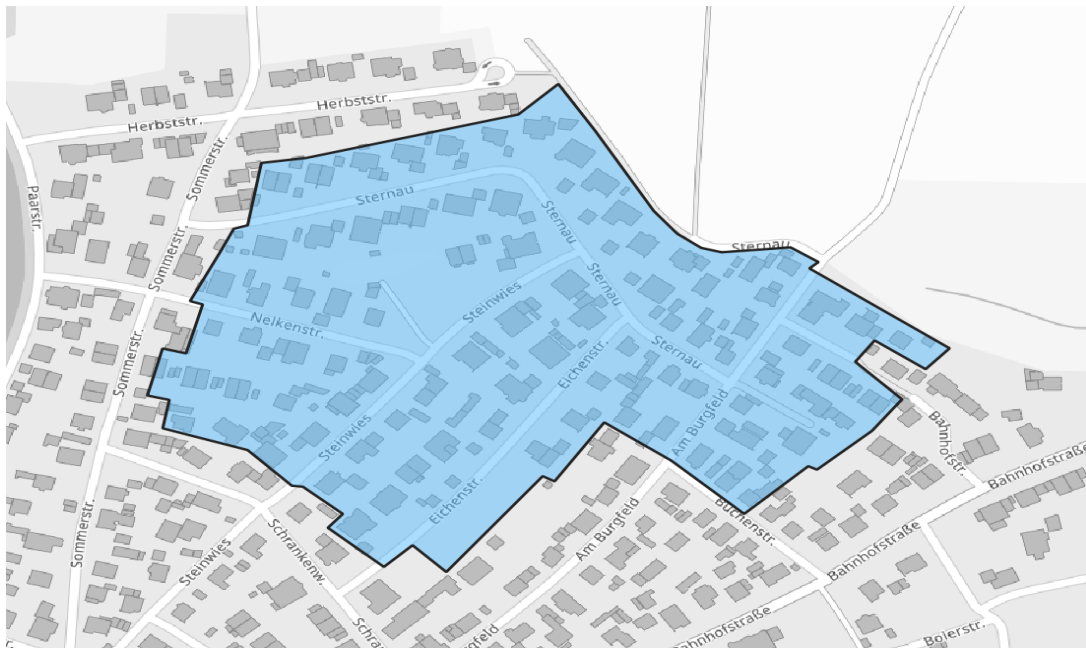 Herbststr.
Herbststr.
Sommerstr.
Paarstr.
Sternau
Sternau
Sommerstr.
Sternau
Sternau
Steinwies
Nelkenstr.
Sommerstr.
Eichenstr.
Sternau
Am Burgfeld
Bahnhofstr.
Steinwies
Bahnhofstraße
Eichenstr.
Sommerstr.
Buchenstr.
Am Burgfeld
Schrankenw.
Steinwies
Bahnhofstraße
Bahnhofstraße
Boierstr.